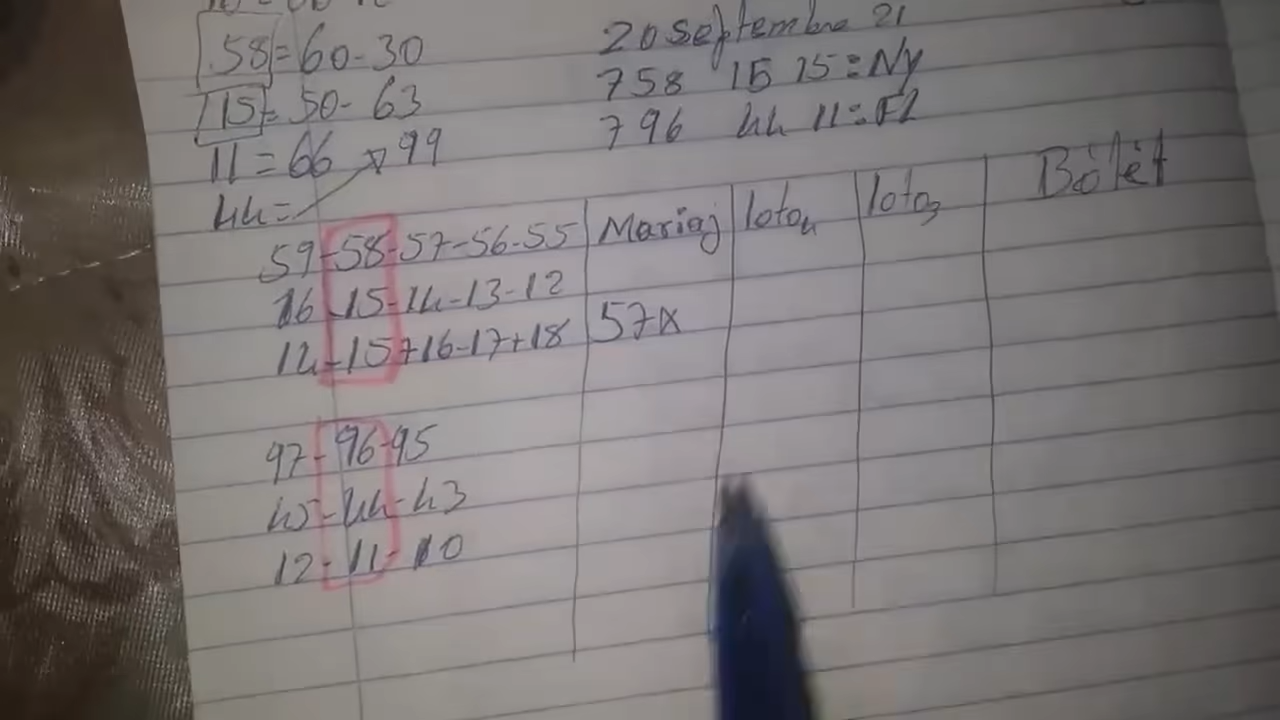 58=60-30
20 septembre 21
15=50-63
758 15 15=Ny
11=66 99
796 44 11=Fl
44=
59-58-57-56-55 Mariaj loto4 loto3 Bòlèt
16-15-14-13-12
14-15+16-17+18 57x
97-96-95
45-44-43
12-11-10